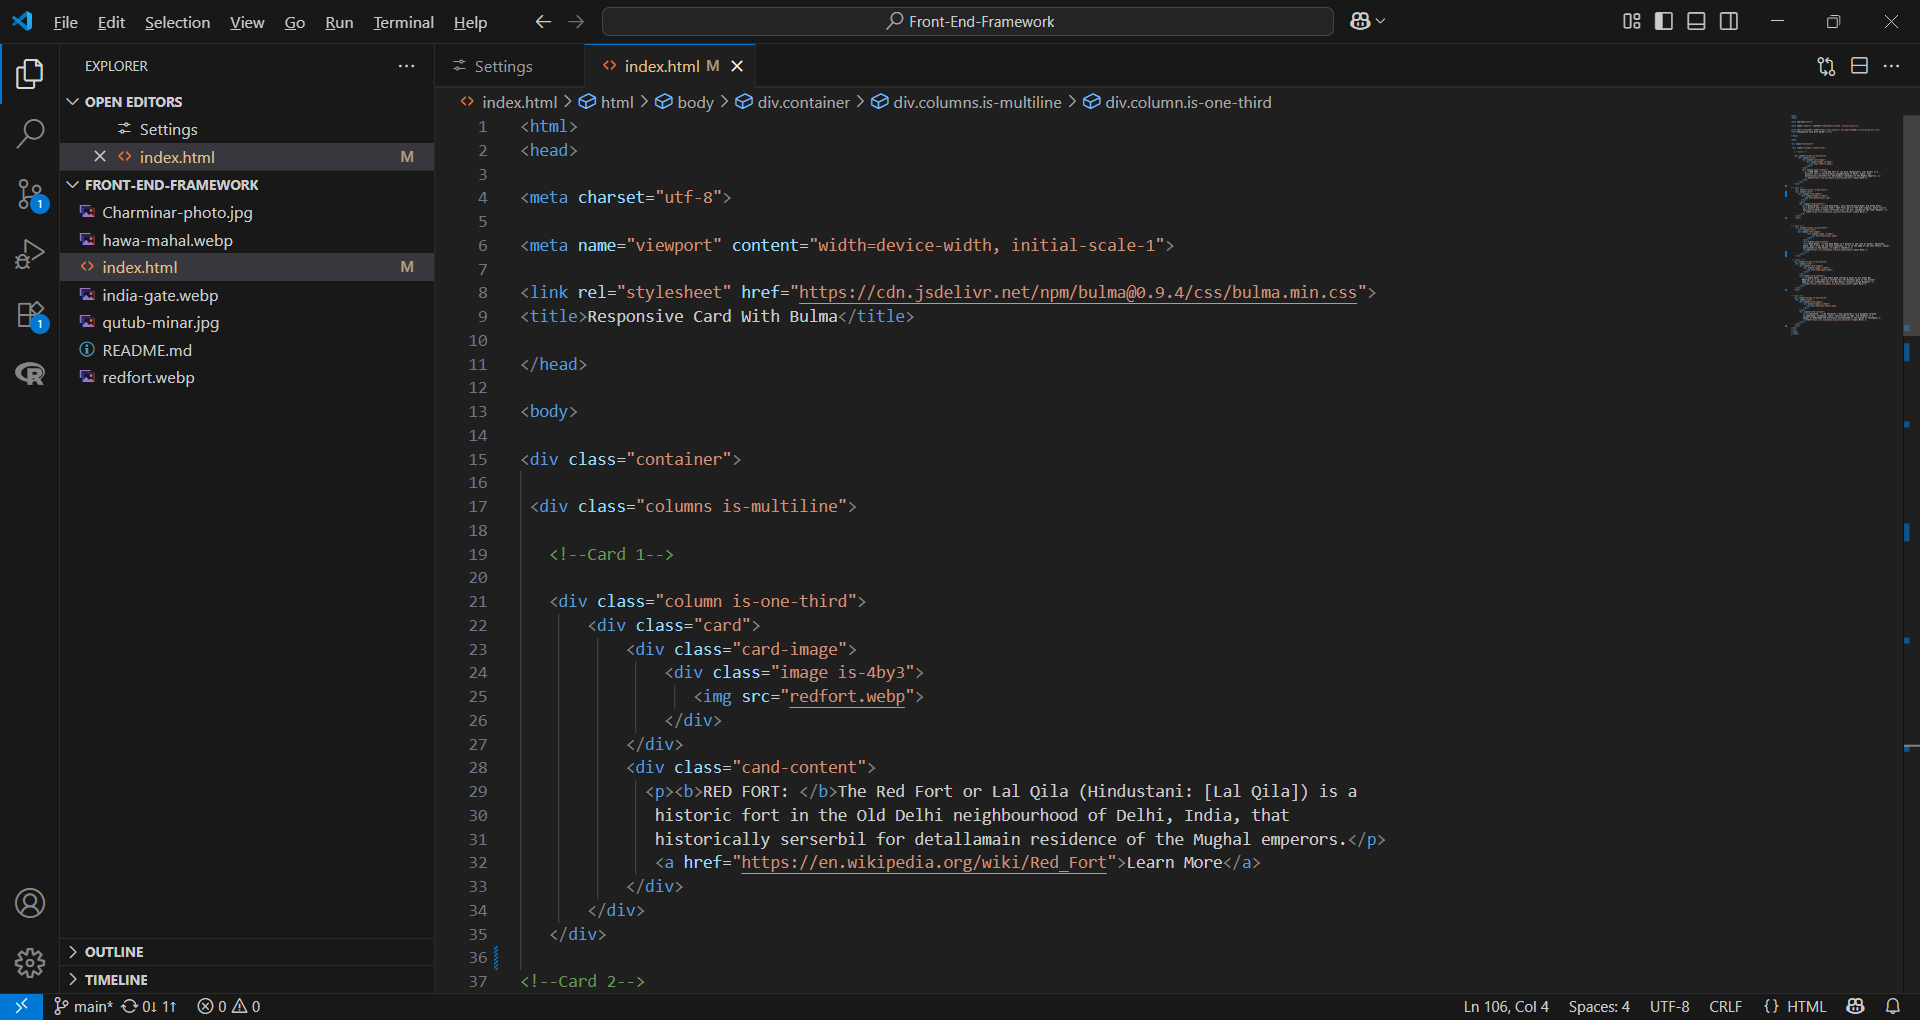 File Edit Selection View Go Run Terminal Help
Front-End-Framework
EXPLORER
OPEN EDITORS
Settings
index.html M
FRONT-END-FRAMEWORK
Charminar-photo.jpg
hawa-mahal.webp
index.html M
india-gate.webp
qutub-minar.jpg
README.md
redfort.webp
OUTLINE
TIMELINE
1
1
Settings
index.html M
index.html > html > body > div.container > div.columns.is-multiline > div.column.is-one-third
1 <html>
2 <head>
3
4 <meta charset="utf-8">
5
6 <meta name="viewport" content="width=device-width, initial-scale-1">
7
8 <link rel="stylesheet" href="https://cdn.jsdelivr.net/npm/bulma@0.9.4/css/bulma.min.css">
9 <title>Responsive Card With Bulma</title>
10
11 </head>
12
13 <body>
14
15 <div class="container">
16
17 <div class="columns is-multiline">
18
19 <!--Card 1-->
20
21 <div class="column is-one-third">
22 <div class="card">
23 <div class="card-image">
24 <div class="image is-4by3">
25 <img src="redfort.webp">
26 </div>
27 </div>
28 <div class="cand-content">
29 <p><b>RED FORT: </b>The Red Fort or Lal Qila (Hindustani: [Lal Qila]) is a
30 historic fort in the Old Delhi neighbourhood of Delhi, India, that
31 historically serserbil for detallamain residence of the Mughal emperors.</p>
32 <a href="https://en.wikipedia.org/wiki/Red_Fort">Learn More</a>
33 </div>
34 </div>
35 </div>
36
37 <!--Card 2-->
main* 0↓ 1↑ 0 0
Ln 106, Col 4 Spaces: 4 UTF-8 CRLF {} HTML